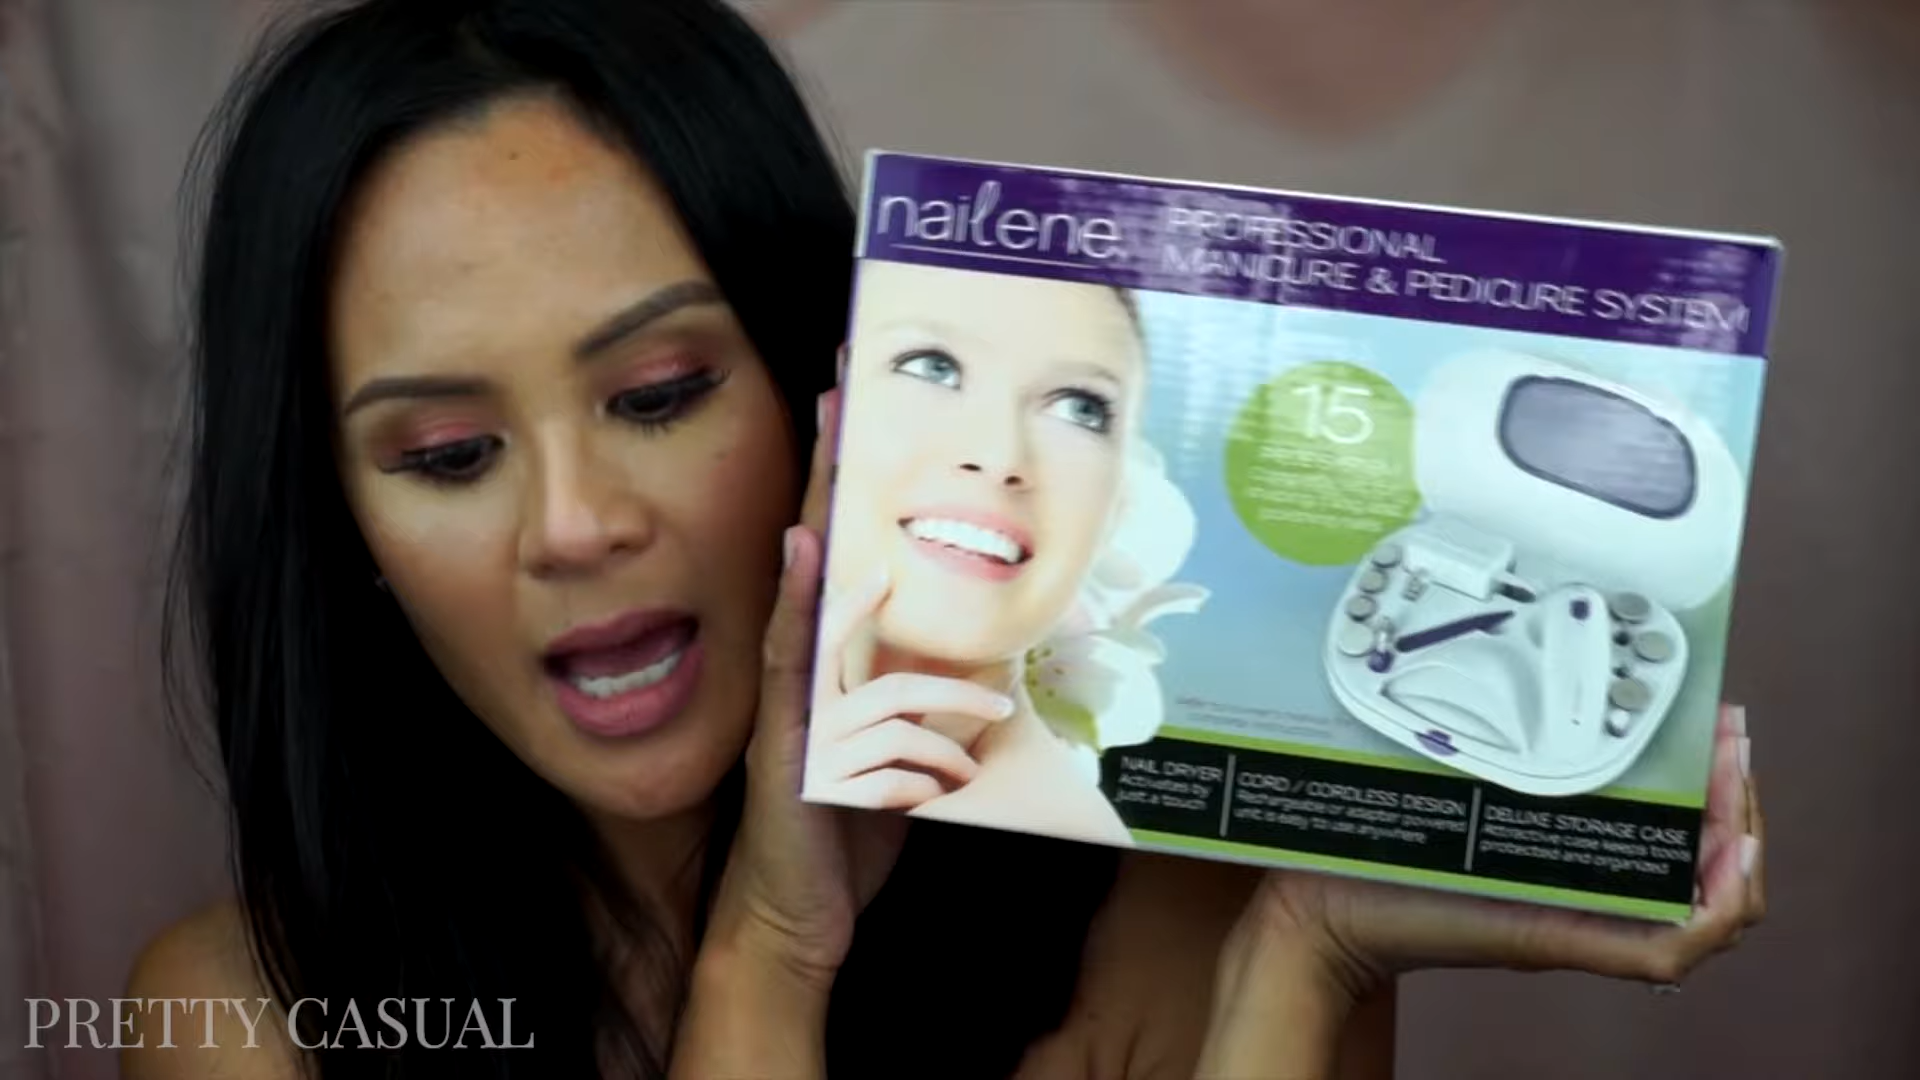 nailene.
PROFESSIONAL
MANICURE & PEDICURE SYSTEM
15
NAIL DRYER
Activates by
just a touch
CORD / CORDLESS DESIGN
Rechargeable or adapter powered
unit is easy to use anywhere
DELUXE STORAGE CASE
Attractive case keeps tools
protected and organized
PRETTY CASUAL